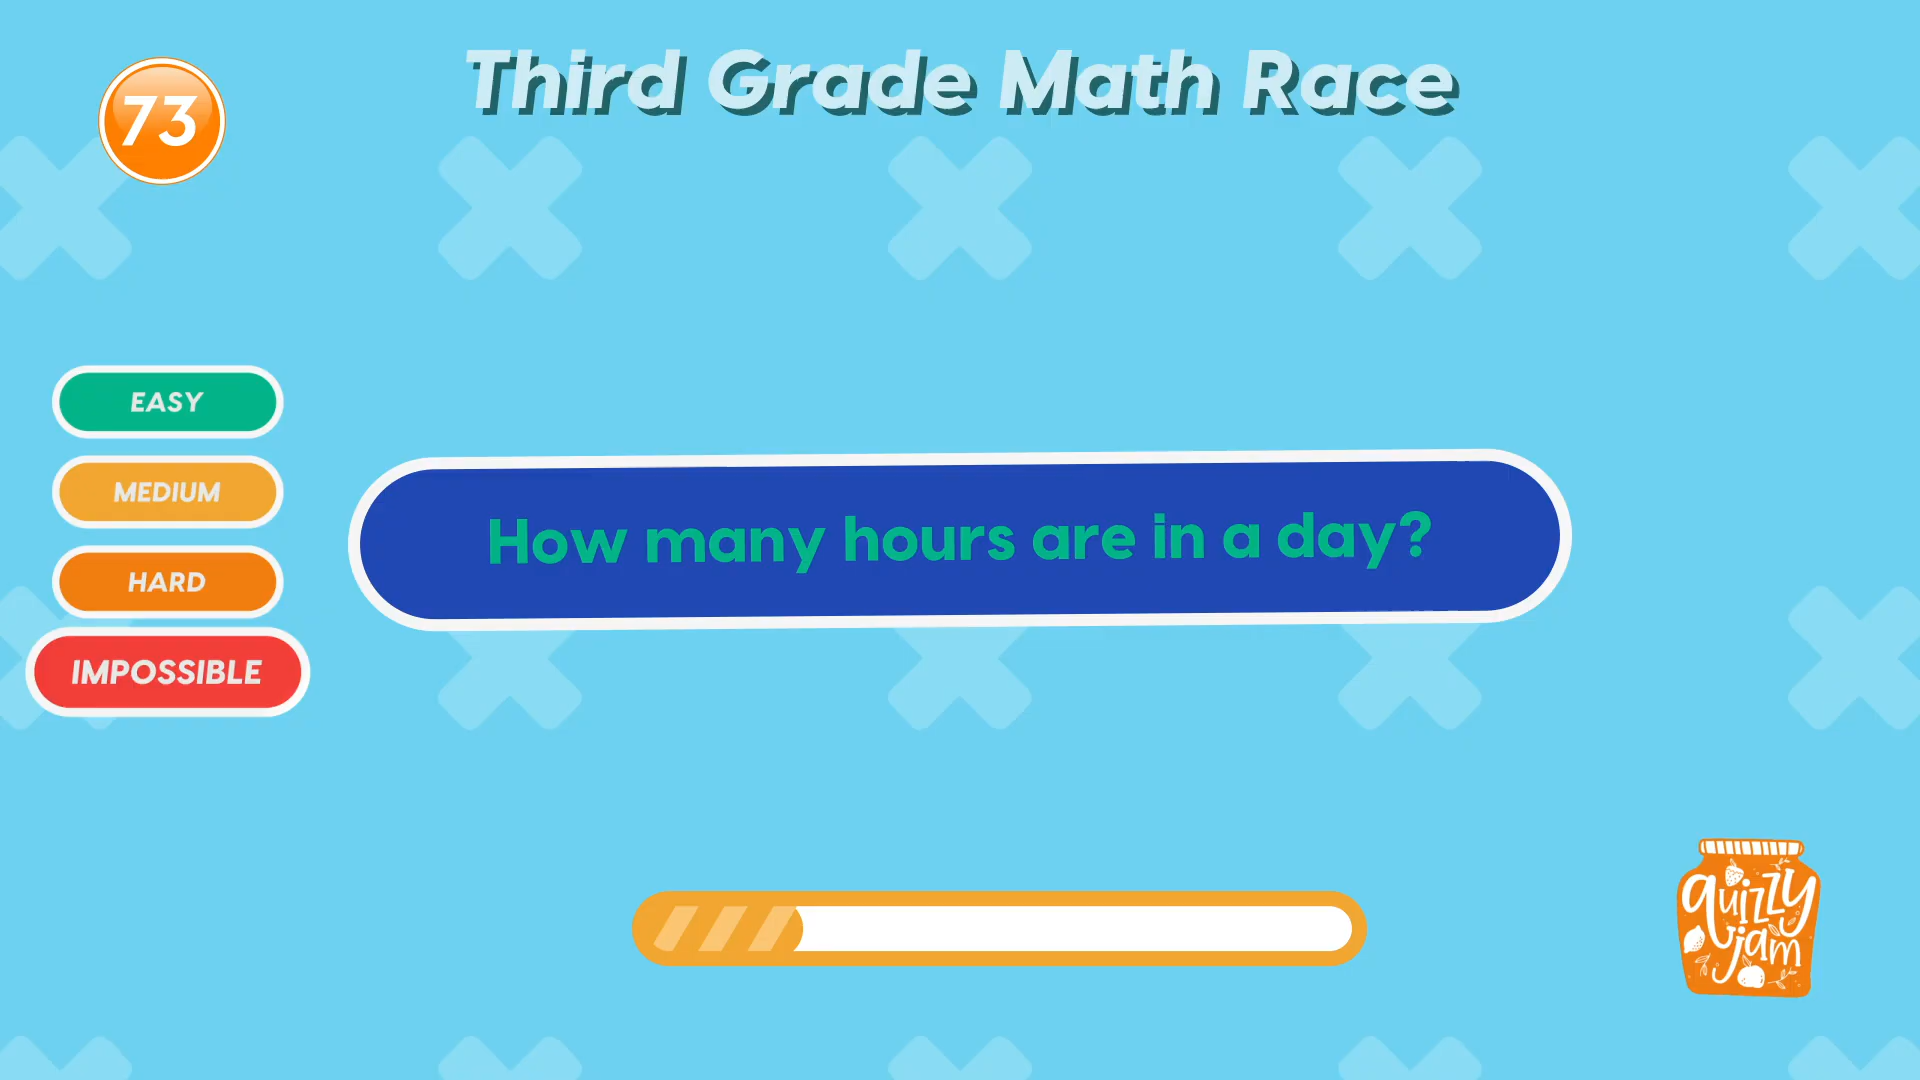 Third Grade Math Race
73
EASY
MEDIUM
HARD
IMPOSSIBLE
How many hours are in a day?
quizzy
jam